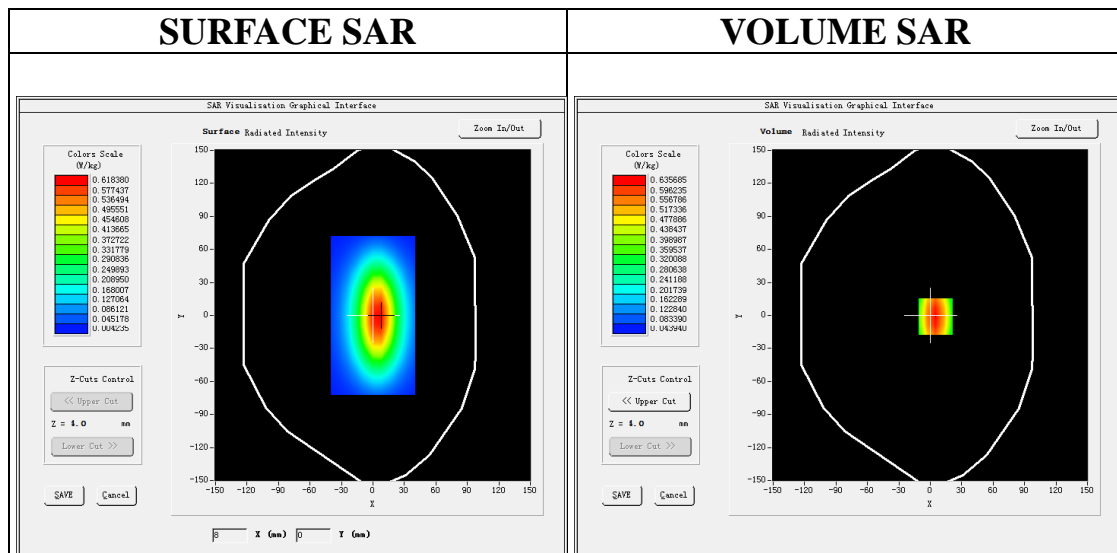 SURFACE SAR
VOLUME SAR
SAR Visualisation Graphical Interface
Surface Radiated Intensity
Zoom In/Out
Colors Scale
(W/kg)
0.618380
0.577437
0.536494
0.495551
0.454608
0.413665
0.372722
0.331779
0.290836
0.249893
0.208950
0.168007
0.127064
0.086121
0.045178
0.004235
150
120
90
60
30
0
-30
-60
-90
-120
-150
Y
-150 -120 -90 -60 -30 0 30 60 90 120 150
X
Z-Cuts Control
<< Upper Cut
Z = 4.0 mm
Lower Cut >>
SAVE Cancel
8 X (mm) 0 Y (mm)
SAR Visualisation Graphical Interface
Volume Radiated Intensity
Zoom In/Out
Colors Scale
(W/kg)
0.635685
0.596235
0.556786
0.517336
0.477886
0.438437
0.398987
0.359537
0.320088
0.280638
0.241188
0.201739
0.162289
0.122840
0.083390
0.043940
150
120
90
60
30
0
-30
-60
-90
-120
-150
Y
-150 -120 -90 -60 -30 0 30 60 90 120 150
X
Z-Cuts Control
<< Upper Cut
Z = 4.0 mm
Lower Cut >>
SAVE Cancel